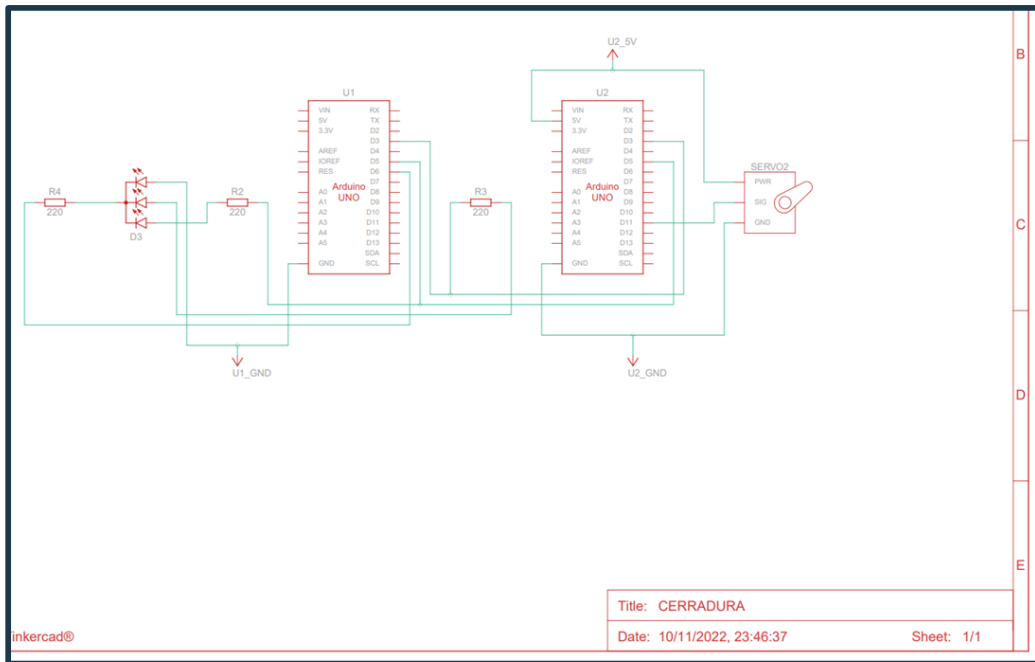 U2_5V
B
U1
VIN RX
5V TX
3.3V D2
D3
AREF D4
IOREF D5
RES D6
D7
A0 D8
A1 D9
A2 D10
A3 D11
A4 D12
A5 D13
SDA
GND SCL
Arduino
UNO
U2
VIN RX
5V TX
3.3V D2
D3
AREF D4
IOREF D5
RES D6
D7
A0 D8
A1 D9
A2 D10
A3 D11
A4 D12
A5 D13
SDA
GND SCL
Arduino
UNO
SERVO2
PWR
SIG
GND
R4
220
D3
R2
220
R3
220
C
U1_GND
U2_GND
D
E
Title: CERRADURA
Date: 10/11/2022, 23:46:37 Sheet: 1/1
inkercad®